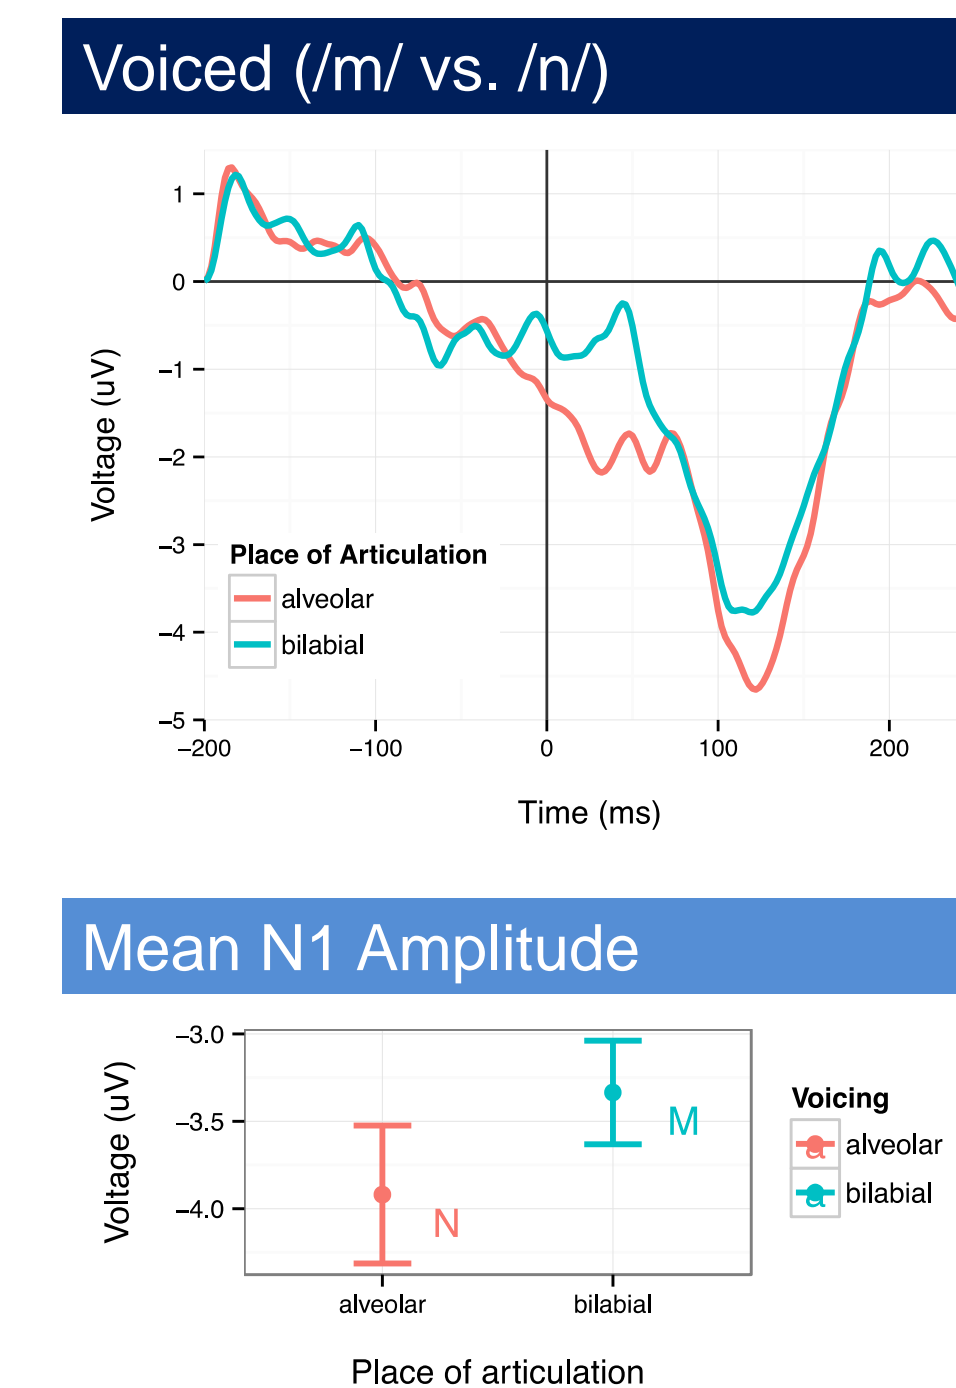 Voiced (/m/ vs. /n/)
1
0
−1
−2
−3
−4
−5
Voltage (uV)
Place of Articulation
alveolar
bilabial
−200 −100 0 100 200
Time (ms)
Mean N1 Amplitude
−3.0
−3.5
−4.0
Voltage (uV)
M
N
Voicing
a alveolar
a bilabial
alveolar bilabial
Place of articulation